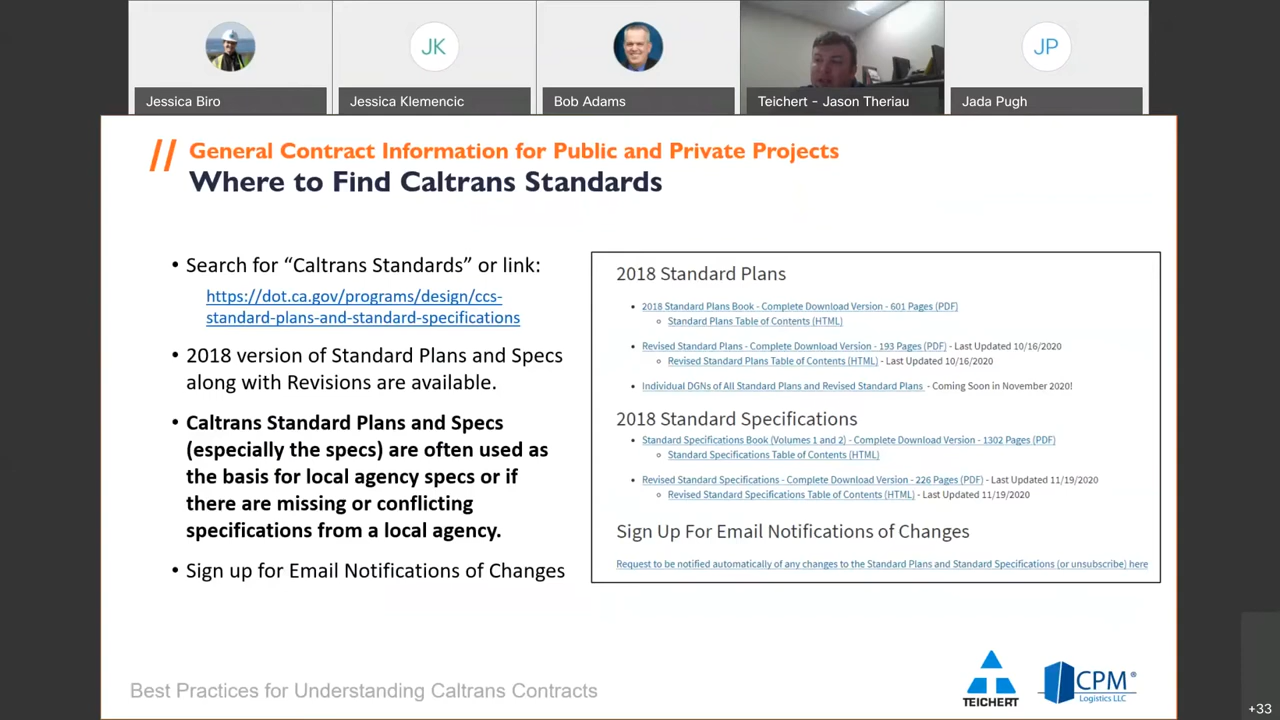 JK
JP
Jessica Biro
Jessica Klemencic
Bob Adams
Teichert - Jason Theriau
Jada Pugh
// General Contract Information for Public and Private Projects
Where to Find Caltrans Standards
• Search for “Caltrans Standards” or link:
https://dot.ca.gov/programs/design/ccs-
standard-plans-and-standard-specifications
• 2018 version of Standard Plans and Specs
along with Revisions are available.
• Caltrans Standard Plans and Specs
(especially the specs) are often used as
the basis for local agency specs or if
there are missing or conflicting
specifications from a local agency.
• Sign up for Email Notifications of Changes
2018 Standard Plans
• 2018 Standard Plans Book - Complete Download Version - 601 Pages (PDF)
Standard Plans Table of Contents (HTML)
• Revised Standard Plans - Complete Download Version - 193 Pages (PDF) - Last Updated 10/16/2020
Revised Standard Plans Table of Contents (HTML) - Last Updated 10/16/2020
• Individual DGNs of All Standard Plans and Revised Standard Plans - Coming Soon in November 2020!
2018 Standard Specifications
• Standard Specifications Book (Volumes 1 and 2) - Complete Download Version - 1302 Pages (PDF)
Standard Specifications Table of Contents (HTML)
• Revised Standard Specifications - Complete Download Version - 226 Pages (PDF) - Last Updated 11/19/2020
Revised Standard Specifications Table of Contents (HTML) - Last Updated 11/19/2020
Sign Up For Email Notifications of Changes
Request to be notified automatically of any changes to the Standard Plans and Standard Specifications (or unsubscribe) here
Best Practices for Understanding Caltrans Contracts
TEICHERT
CPM®
Logistics LLC
+33